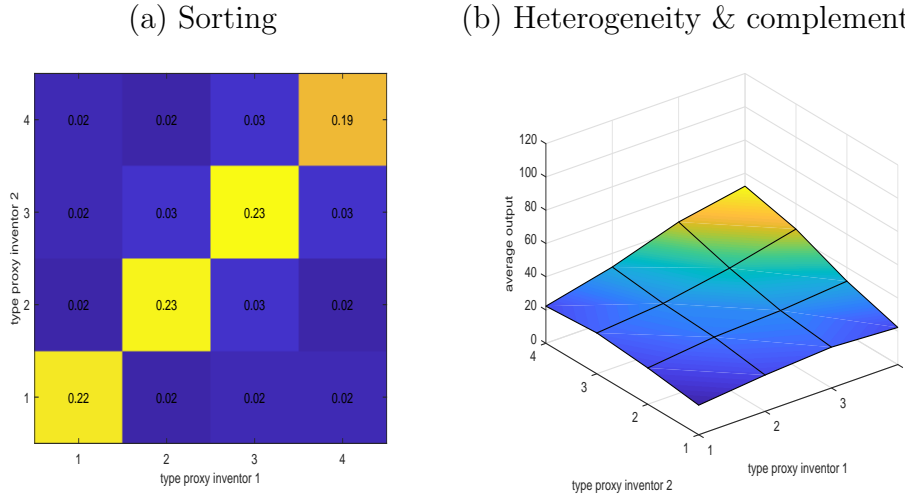 (a) Sorting
(b) Heterogeneity & complement
4
3
2
1
type proxy inventor 2
0.02 0.02 0.03 0.19
0.02 0.03 0.23 0.03
0.02 0.23 0.03 0.02
0.22 0.02 0.02 0.02
1 2 3 4
type proxy inventor 1
average output
120
100
80
60
40
20
0
4
3
2
1
type proxy inventor 2
1
2
3
type proxy inventor 1